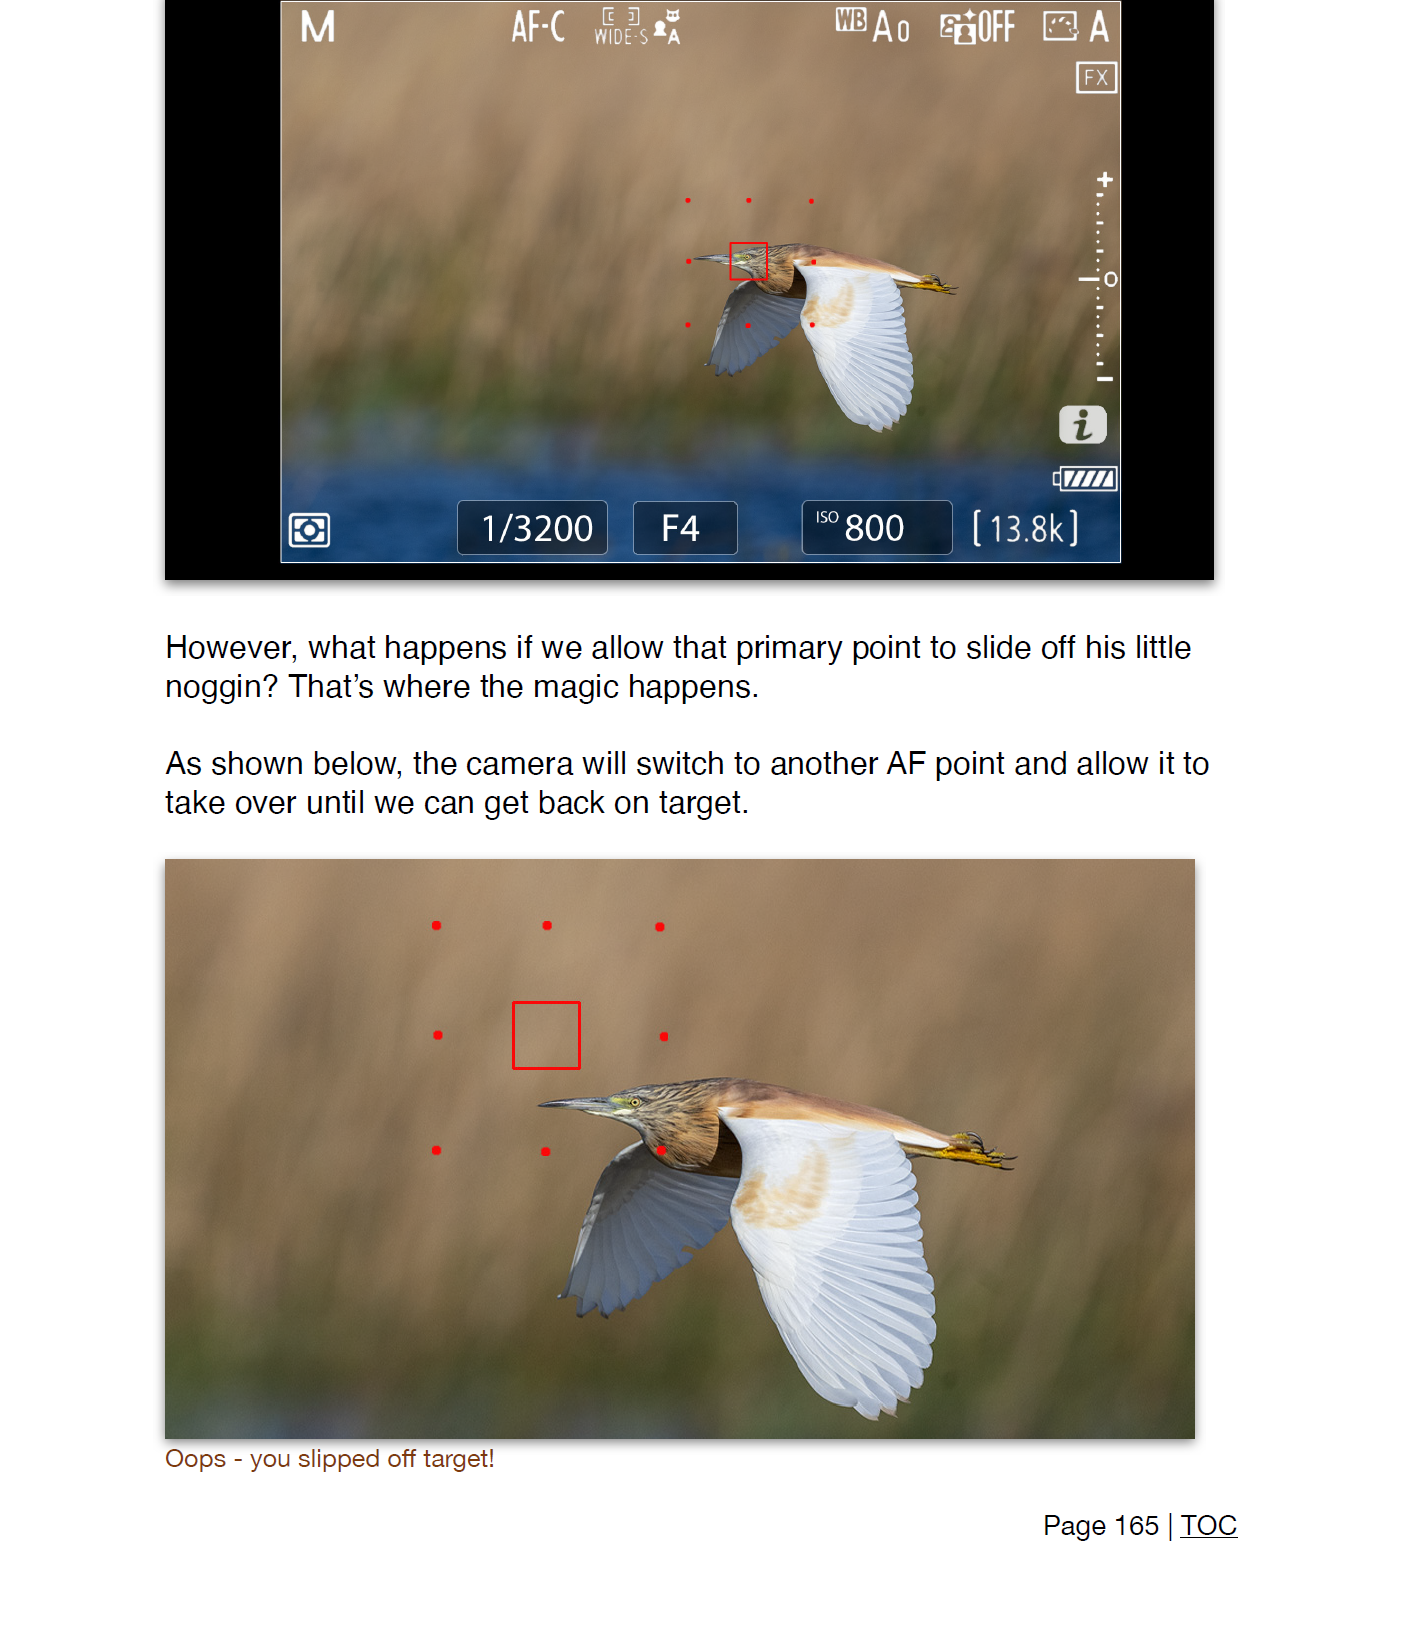 M AF-C WIDE-S A WB A0 OFF A
FX
+
0
−
i
1/3200 F4 ISO 800 [13.8k]
However, what happens if we allow that primary point to slide off his little
noggin? That’s where the magic happens.
As shown below, the camera will switch to another AF point and allow it to
take over until we can get back on target.
Oops - you slipped off target!
Page 165 | TOC